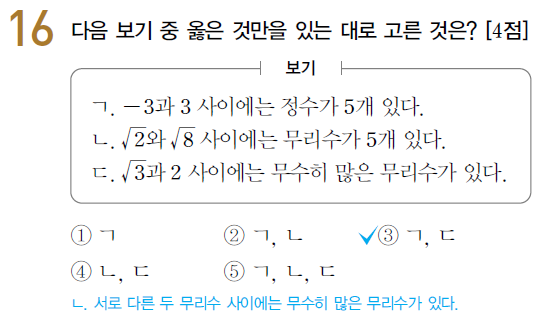 16 다음 보기 중 옳은 것만을 있는 대로 고른 것은? [4점]
보기
ㄱ. −3과 3 사이에는 정수가 5개 있다.
ㄴ. √2와 √8 사이에는 무리수가 5개 있다.
ㄷ. √3과 2 사이에는 무수히 많은 무리수가 있다.
① ㄱ ② ㄱ, ㄴ ✓③ ㄱ, ㄷ
④ ㄴ, ㄷ ⑤ ㄱ, ㄴ, ㄷ
ㄴ. 서로 다른 두 무리수 사이에는 무수히 많은 무리수가 있다.